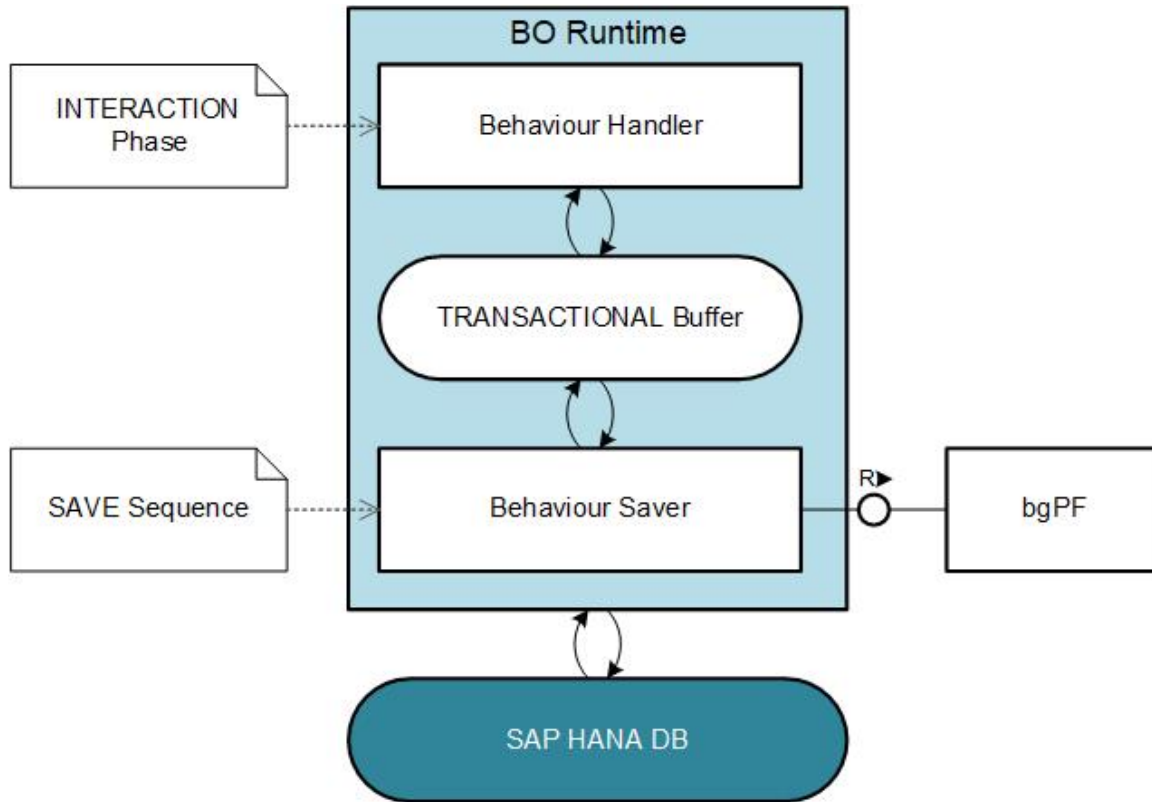 BO Runtime
INTERACTION
Phase
Behaviour Handler
TRANSACTIONAL Buffer
SAVE Sequence
Behaviour Saver
R▶
bgPF
SAP HANA DB